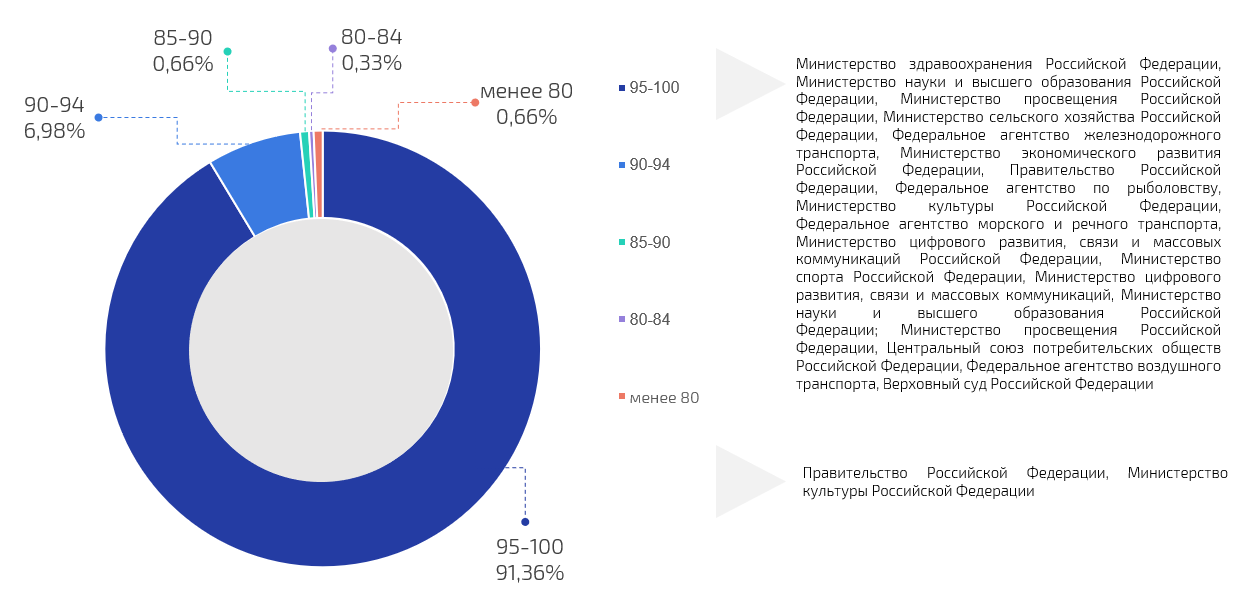 85-90
0,66%
80-84
0,33%
90-94
6,98%
менее 80
0,66%
95-100
91,36%
95-100
90-94
85-90
80-84
менее 80
Министерство здравоохранения Российской Федерации,
Министерство науки и высшего образования Российской
Федерации, Министерство просвещения Российской
Федерации, Министерство сельского хозяйства Российской
Федерации, Федеральное агентство железнодорожного
транспорта, Министерство экономического развития
Российской Федерации, Правительство Российской
Федерации, Федеральное агентство по рыболовству,
Министерство культуры Российской Федерации,
Федеральное агентство морского и речного транспорта,
Министерство цифрового развития, связи и массовых
коммуникаций Российской Федерации, Министерство
спорта Российской Федерации, Министерство цифрового
развития, связи и массовых коммуникаций, Министерство
науки и высшего образования Российской
Федерации; Министерство просвещения Российской
Федерации, Центральный союз потребительских обществ
Российской Федерации, Федеральное агентство воздушного
транспорта, Верховный суд Российской Федерации
Правительство Российской Федерации, Министерство
культуры Российской Федерации